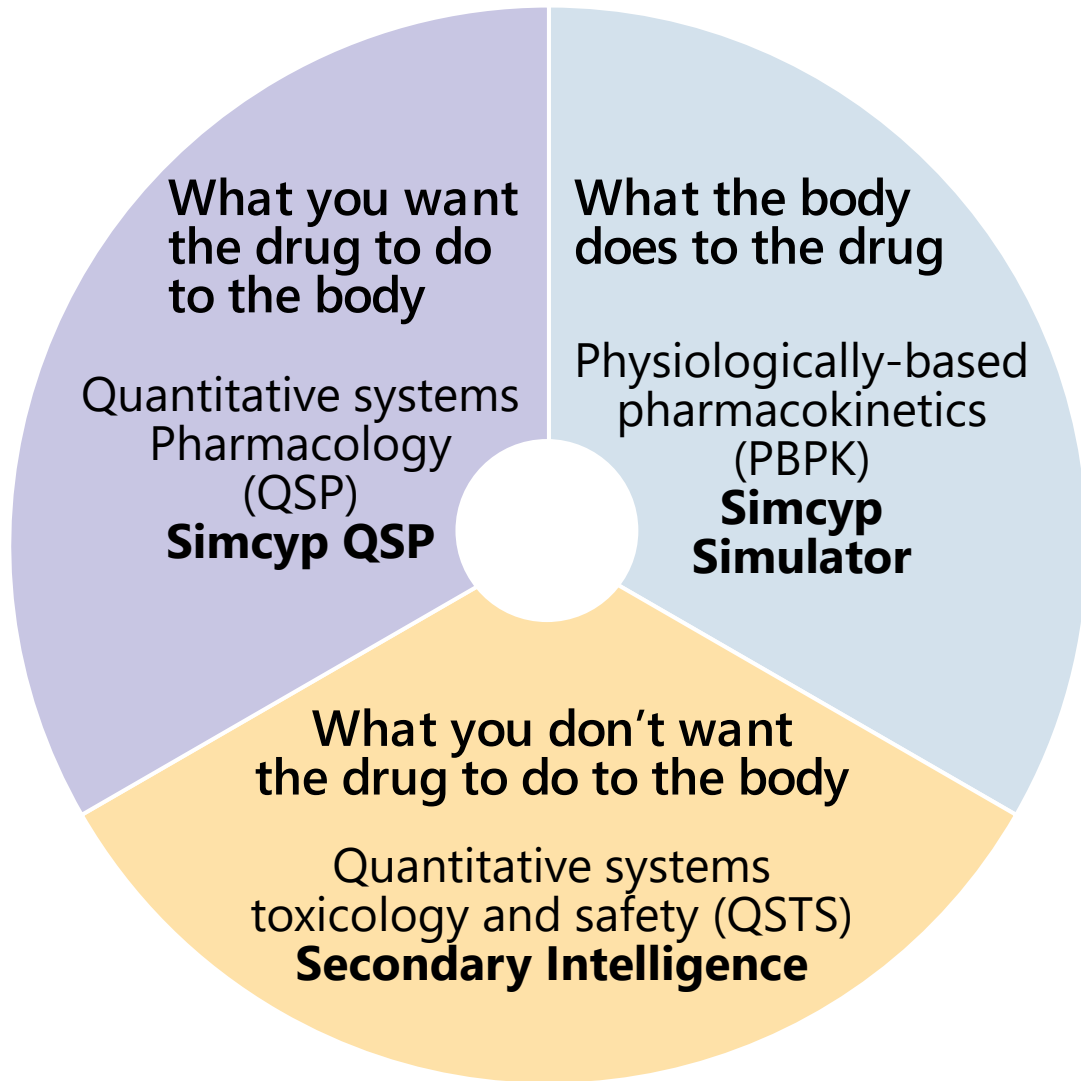 What you want
the drug to do
to the body
Quantitative systems
Pharmacology
(QSP)
Simcyp QSP
What the body
does to the drug
Physiologically-based
pharmacokinetics
(PBPK)
Simcyp
Simulator
What you don’t want
the drug to do to the body
Quantitative systems
toxicology and safety (QSTS)
Secondary Intelligence